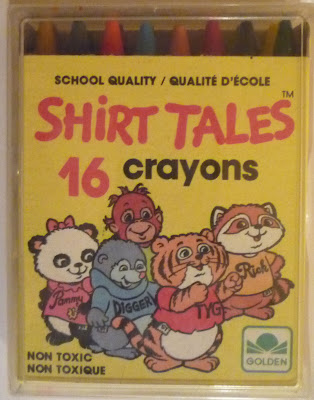 SCHOOL QUALITY / QUALITÉ D'ÉCOLE
SHIRT TALES™
16 crayons
Pammy
DIGGER
TYG
Rick
NON TOXIC
NON TOXIQUE
GOLDEN